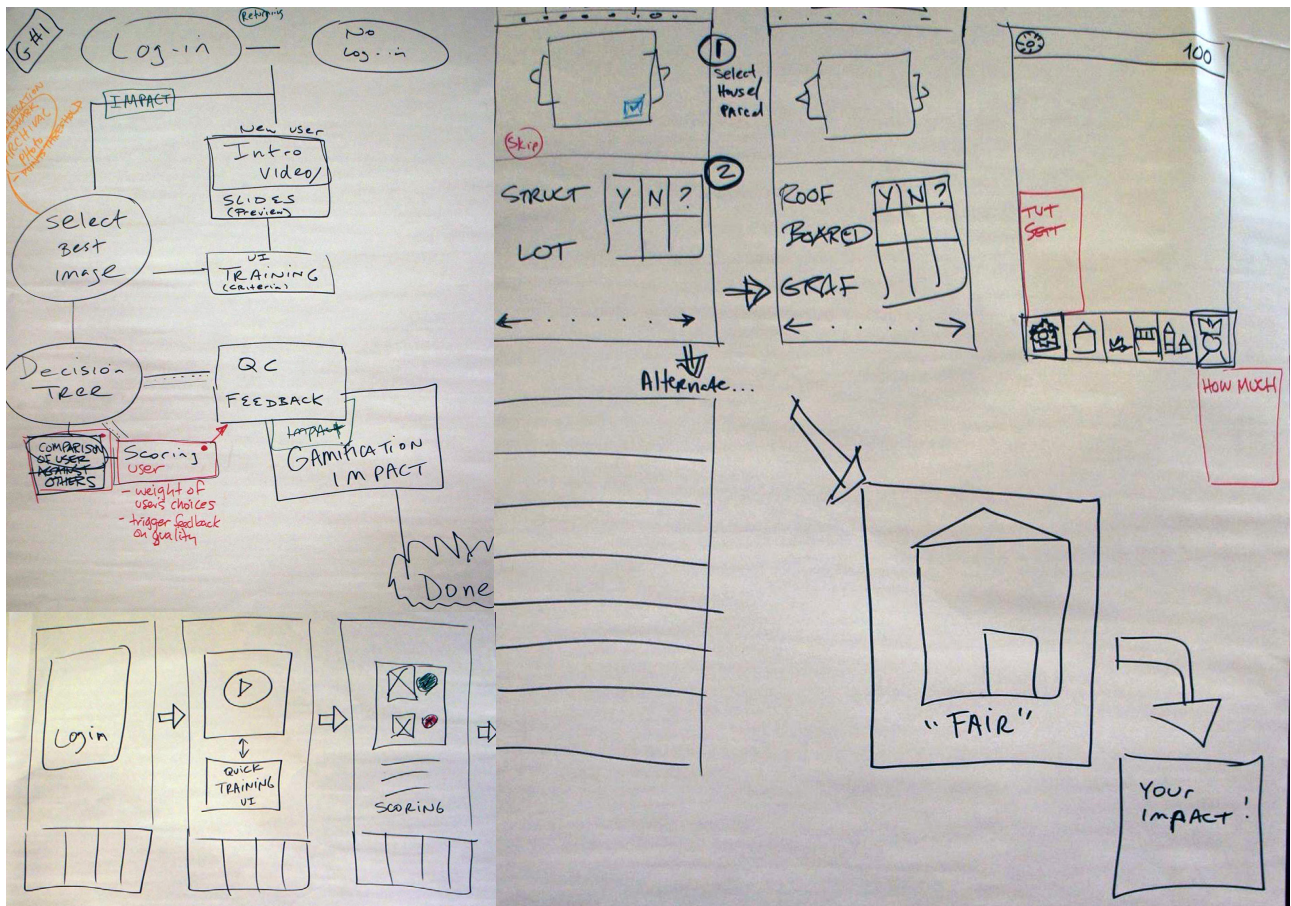 G#1
Log-in
Returning
No
Log-in
IMPACT
ARCHIVAL
PHOTO
New user
Intro
video/
SLIDES
(Preview)
Select
Best
image
UI
TRAINING
(criteria)
Decision
TREE
QC
FEEDBACK
IMPACT
GAMIFICATION
IMPACT
COMPARISON
OF USER
AGAINST
OTHERS
Scoring
user
- weight of
users choices
- trigger feedback
on quality
Done
Login
QUICK
TRAINING
UI
SCORING
1
Select
House/
PArcel
Skip
2
STRUCT
Y N ?
LOT
ROOF
Y N ?
BOARED
GRAF
Alternate...
100
TUT
SETT
HOW MUCH
"FAIR"
Your
impACT!